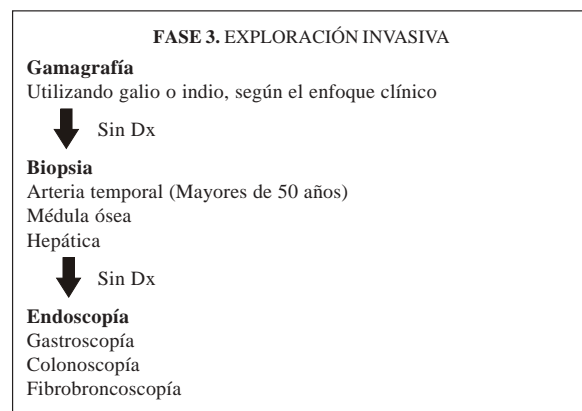 FASE 3. EXPLORACIÓN INVASIVA
Gamagrafía
Utilizando galio o indio, según el enfoque clínico
Sin Dx
Biopsia
Arteria temporal (Mayores de 50 años)
Médula ósea
Hepática
Sin Dx
Endoscopía
Gastroscopía
Colonoscopía
Fibrobroncoscopía